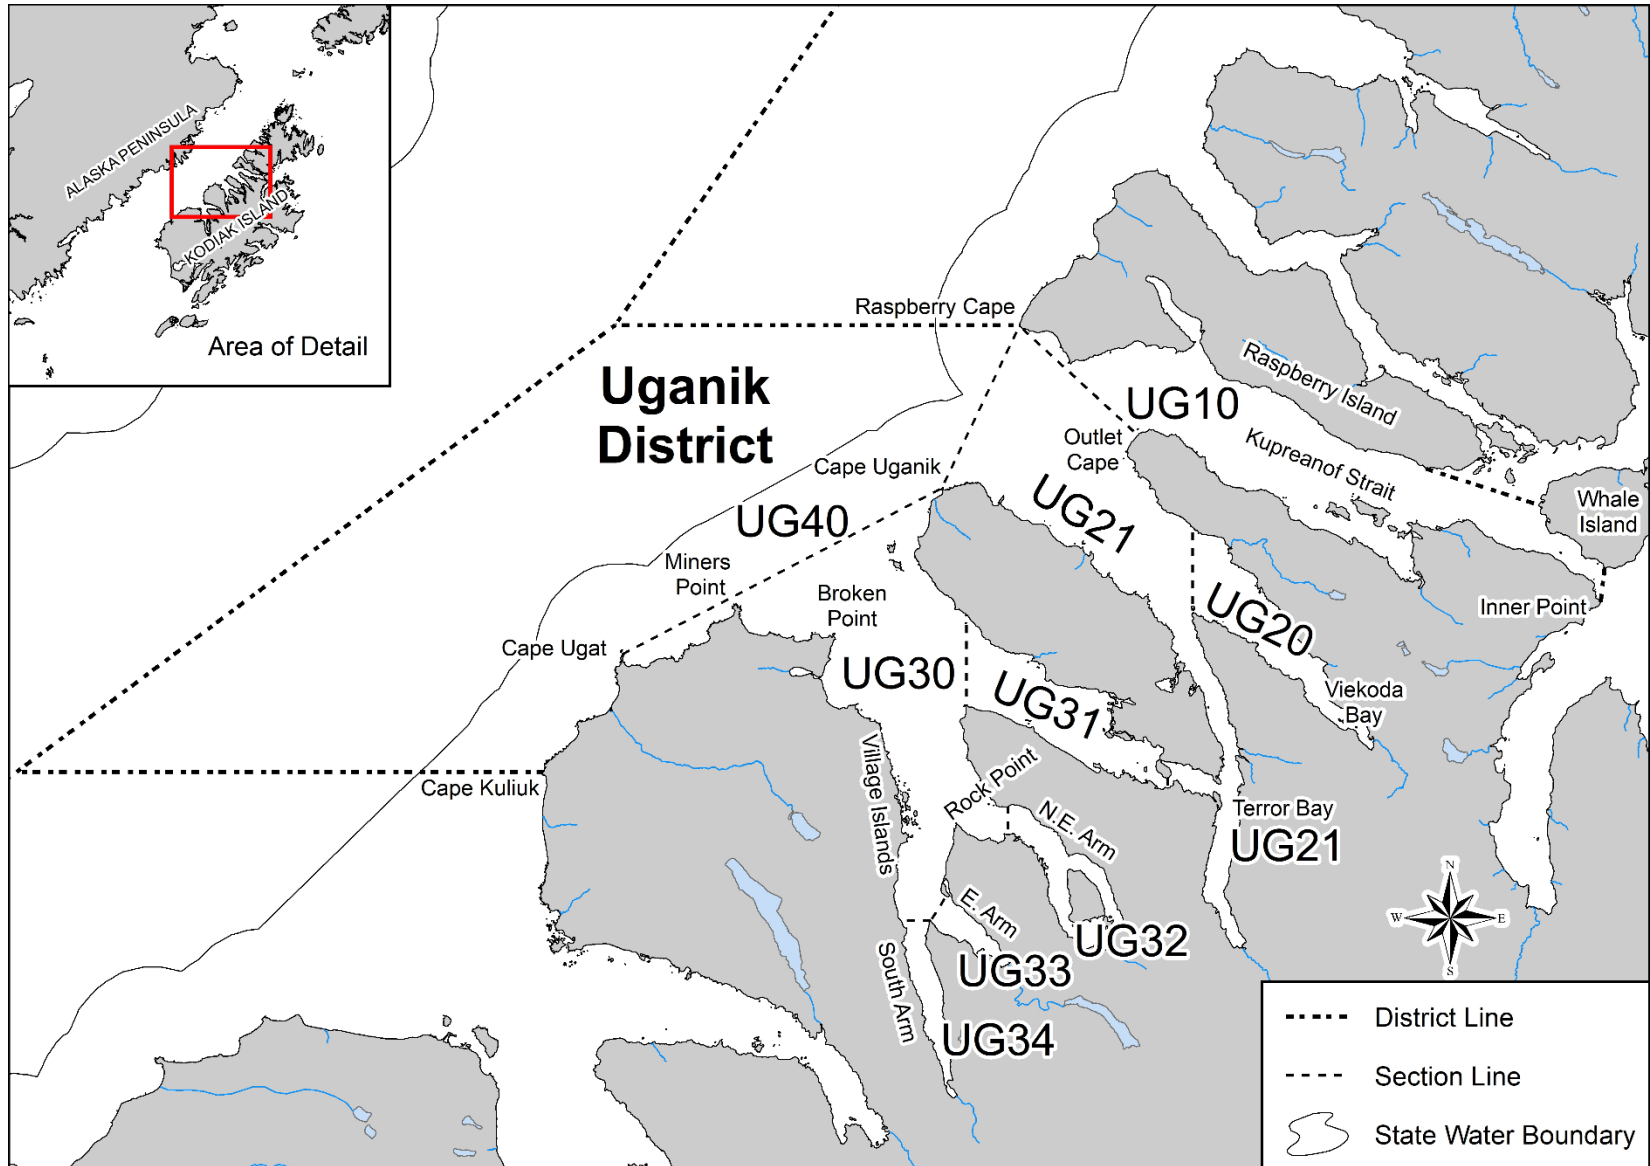 ALASKA PENINSULA
KODIAK ISLAND
Area of Detail
Raspberry Cape
Uganik
District
UG10
Raspberry Island
Outlet
Cape
Kupreanof Strait
Cape Uganik
UG21
Whale
Island
UG40
Miners
Point
Broken
Point
Inner Point
UG20
Cape Ugat
UG30
UG31
Viekoda
Bay
Village Islands
Rock Point
Cape Kuliuk
N.E. Arm
Terror Bay
UG21
E. Arm
UG32
South Arm
UG33
UG34
N
W
E
S
District Line
Section Line
State Water Boundary